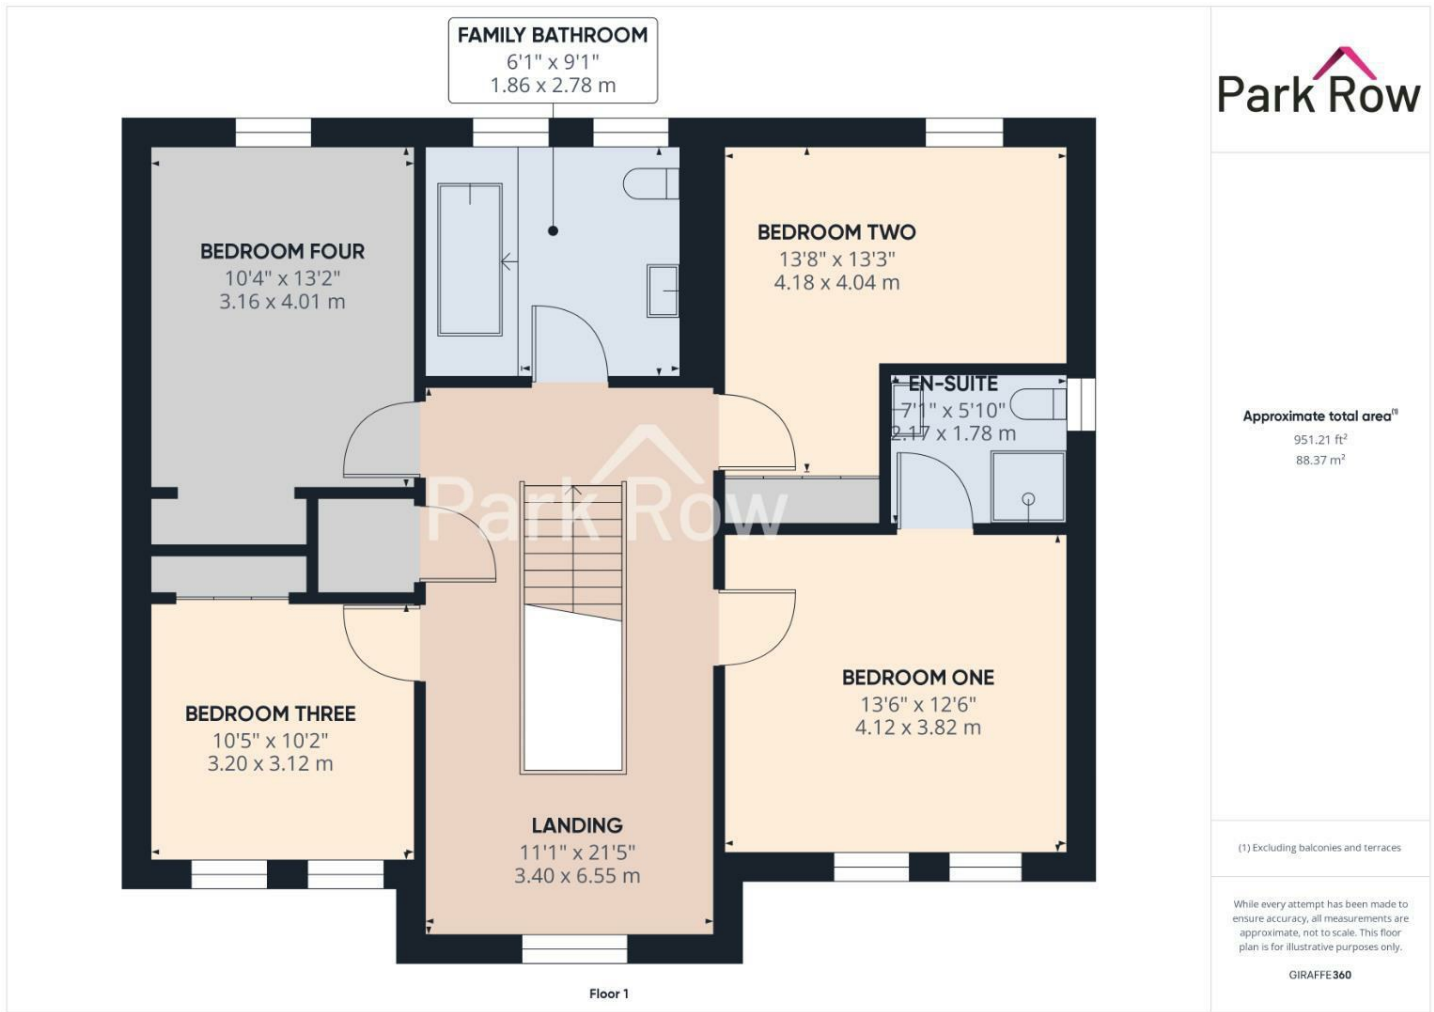 FAMILY BATHROOM
6'1" x 9'1"
1.86 x 2.78 m
BEDROOM FOUR
10'4" x 13'2"
3.16 x 4.01 m
BEDROOM TWO
13'8" x 13'3"
4.18 x 4.04 m
EN-SUITE
7'1" x 5'10"
2.17 x 1.78 m
Park Row
BEDROOM THREE
10'5" x 10'2"
3.20 x 3.12 m
BEDROOM ONE
13'6" x 12'6"
4.12 x 3.82 m
LANDING
11'1" x 21'5"
3.40 x 6.55 m
Floor 1
Park Row
Approximate total area(1)
951.21 ft²
88.37 m²
(1) Excluding balconies and terraces
While every attempt has been made to
ensure accuracy, all measurements are
approximate, not to scale. This floor
plan is for illustrative purposes only.
GIRAFFE360